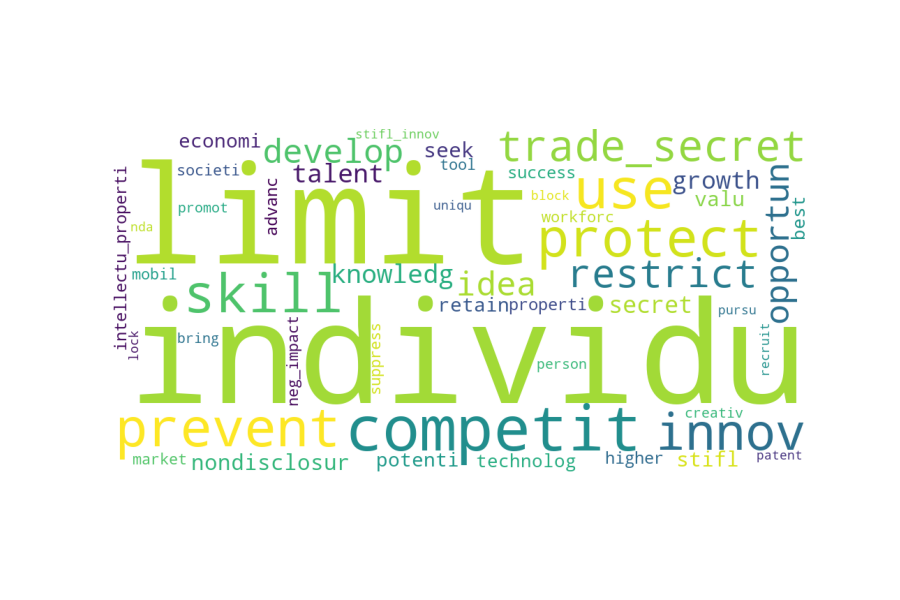 stifl_innov
economi
develop
seek
trade_secret
societi
talent
tool
success
use
growth
limit
advanc
promot
uniqu
block
valu
workforc
best
opportun
nda
intellectu_properti
protect
mobil
skill
knowledg
idea
restrict
retain
properti
secret
pursu
lock
bring
neg_impact
suppress
individu
person
recruit
prevent
competit
creativ
innov
market
nondisclosur
potenti
technolog
higher
stifl
patent